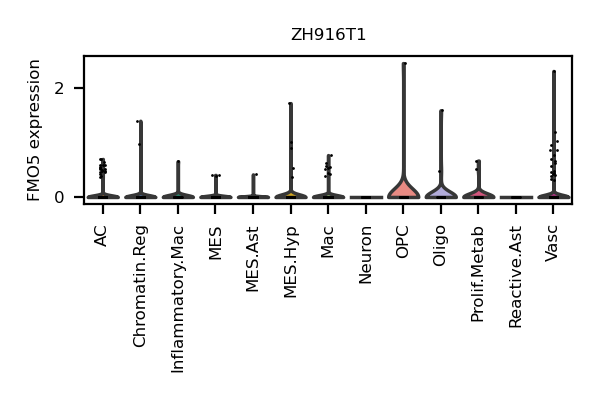 ZH916T1
FMO5 expression
2
0
AC
Chromatin.Reg
Inflammatory.Mac
MES
MES.Ast
MES.Hyp
Mac
Neuron
OPC
Oligo
Prolif.Metab
Reactive.Ast
Vasc